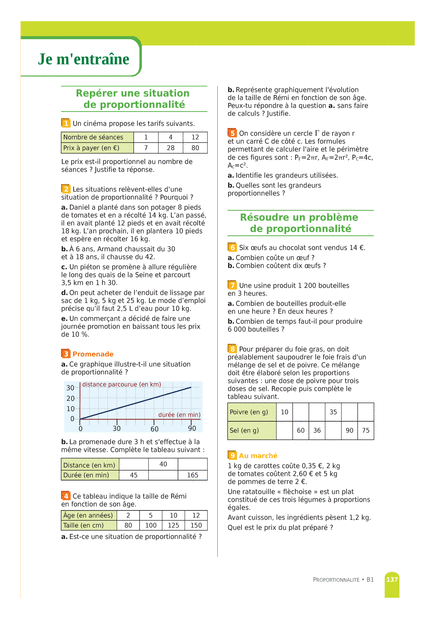 Je m'entraîne
Repérer une situation
de proportionnalité
1 Un cinéma propose les tarifs suivants.
Nombre de séances 1 4 12
Prix à payer (en €) 7 28 80
Le prix est-il proportionnel au nombre de
séances ? Justifie ta réponse.
2 Les situations relèvent-elles d'une
situation de proportionnalité ? Pourquoi ?
a. Daniel a planté dans son potager 8 pieds
de tomates et en a récolté 14 kg. L'an passé,
il en avait planté 12 pieds et en avait récolté
18 kg. L'an prochain, il en plantera 10 pieds
et espère en récolter 16 kg.
b. À 6 ans, Armand chaussait du 30
et à 18 ans, il chausse du 42.
c. Un piéton se promène à allure régulière
le long des quais de la Seine et parcourt
3,5 km en 1 h 30.
d. On peut acheter de l'enduit de lissage par
sac de 1 kg, 5 kg et 25 kg. Le mode d'emploi
précise qu'il faut 2,5 L d'eau pour 10 kg.
e. Un commerçant a décidé de faire une
journée promotion en baissant tous les prix
de 10 %.
3 Promenade
a. Ce graphique illustre-t-il une situation
de proportionnalité ?
distance parcourue (en km)
30
20
10
0
durée (en min)
0 30 60 90
b. La promenade dure 3 h et s'effectue à la
même vitesse. Complète le tableau suivant :
Distance (en km) 40
Durée (en min) 45 165
4 Ce tableau indique la taille de Rémi
en fonction de son âge.
Âge (en années) 2 5 10 12
Taille (en cm) 80 100 125 150
a. Est-ce une situation de proportionnalité ?
b. Représente graphiquement l'évolution
de la taille de Rémi en fonction de son âge.
Peux-tu répondre à la question a. sans faire
de calculs ? Justifie.
5 On considère un cercle Γ de rayon r
et un carré C de côté c. Les formules
permettant de calculer l'aire et le périmètre
de ces figures sont : PΓ=2πr, AΓ=2πr², PC=4c,
AC=c².
a. Identifie les grandeurs utilisées.
b. Quelles sont les grandeurs
proportionnelles ?
Résoudre un problème
de proportionnalité
6 Six œufs au chocolat sont vendus 14 €.
a. Combien coûte un œuf ?
b. Combien coûtent dix œufs ?
7 Une usine produit 1 200 bouteilles
en 3 heures.
a. Combien de bouteilles produit-elle
en une heure ? En deux heures ?
b. Combien de temps faut-il pour produire
6 000 bouteilles ?
8 Pour préparer du foie gras, on doit
préalablement saupoudrer le foie frais d'un
mélange de sel et de poivre. Ce mélange
doit être élaboré selon les proportions
suivantes : une dose de poivre pour trois
doses de sel. Recopie puis complète le
tableau suivant.
Poivre (en g) 10 35
Sel (en g) 60 36 90 75
9 Au marché
1 kg de carottes coûte 0,35 €, 2 kg
de tomates coûtent 2,60 € et 5 kg
de pommes de terre 2 €.
Une ratatouille « flèchoise » est un plat
constitué de ces trois légumes à proportions
égales.
Avant cuisson, les ingrédients pèsent 1,2 kg.
Quel est le prix du plat préparé ?
PROPORTIONNALITÉ • B1 137